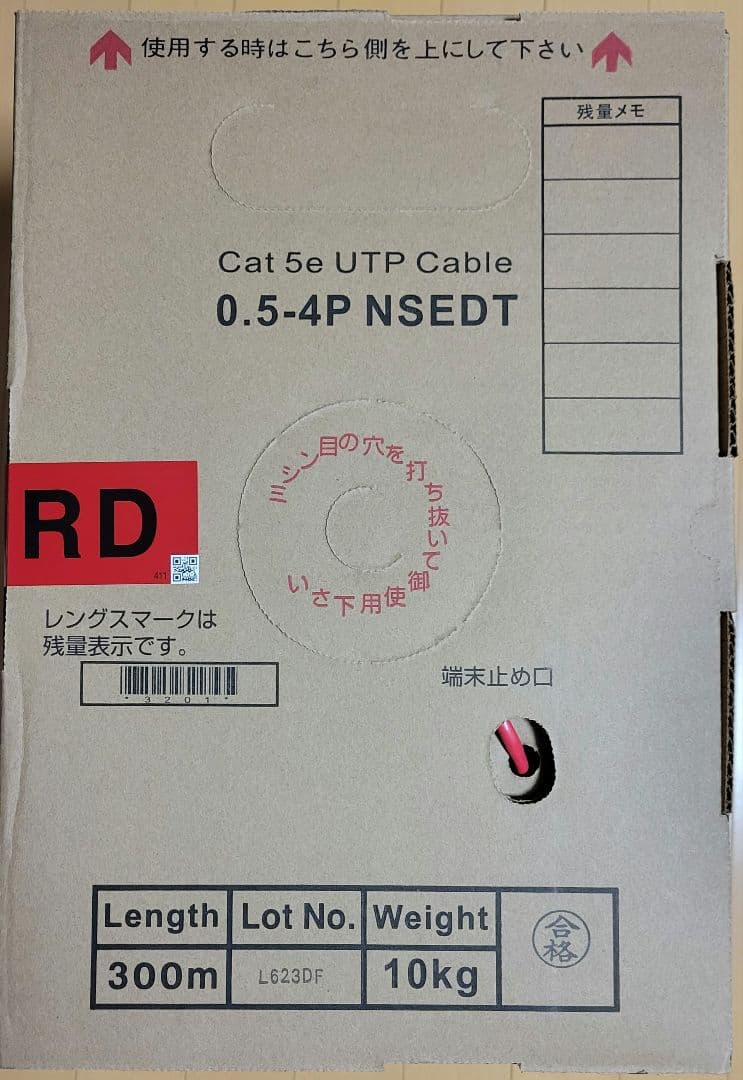 使用する時はこちら側を上にして下さい
残量メモ
Cat 5e UTP Cable
0.5-4P NSEDT
ミシン目の穴を打ち抜いて御使用下さい
RD
411
レングスマークは
残量表示です。
*3201*
端末止め口
Length Lot No. Weight
300m L623DF 10kg
合格